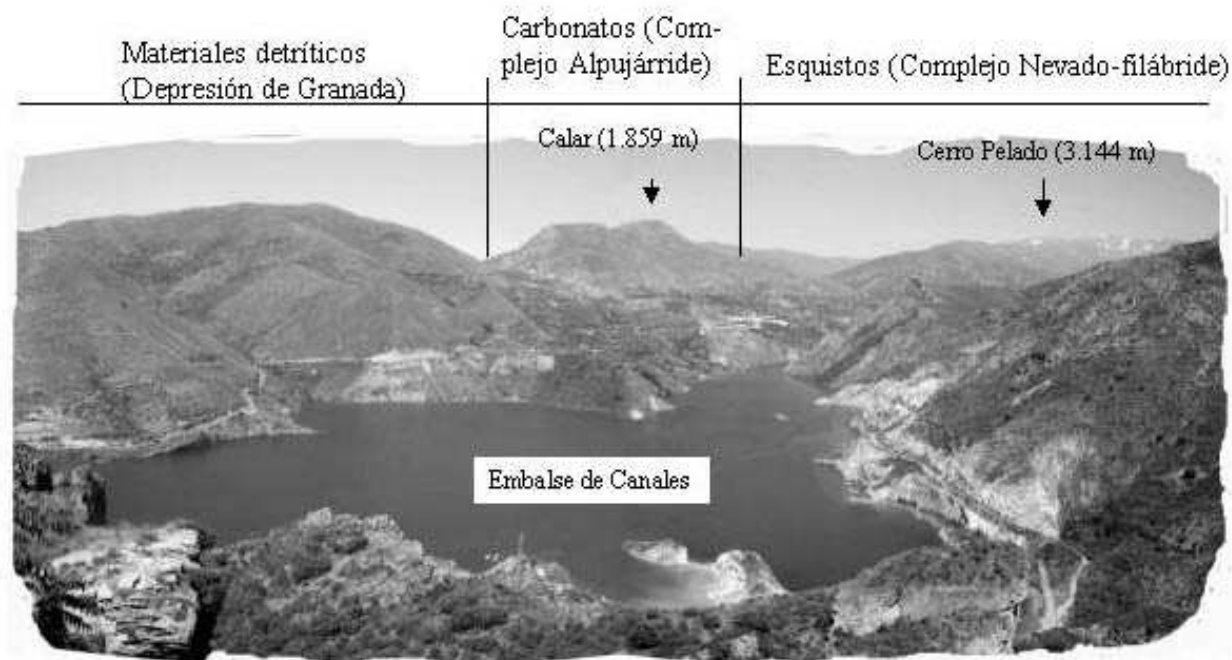 Materiales detríticos
(Depresión de Granada)
Carbonatos (Com-
plejo Alpujárride)
Esquistos (Complejo Nevado-filábride)
Calar (1.859 m)
Cerro Pelado (3.144 m)
Embalse de Canales